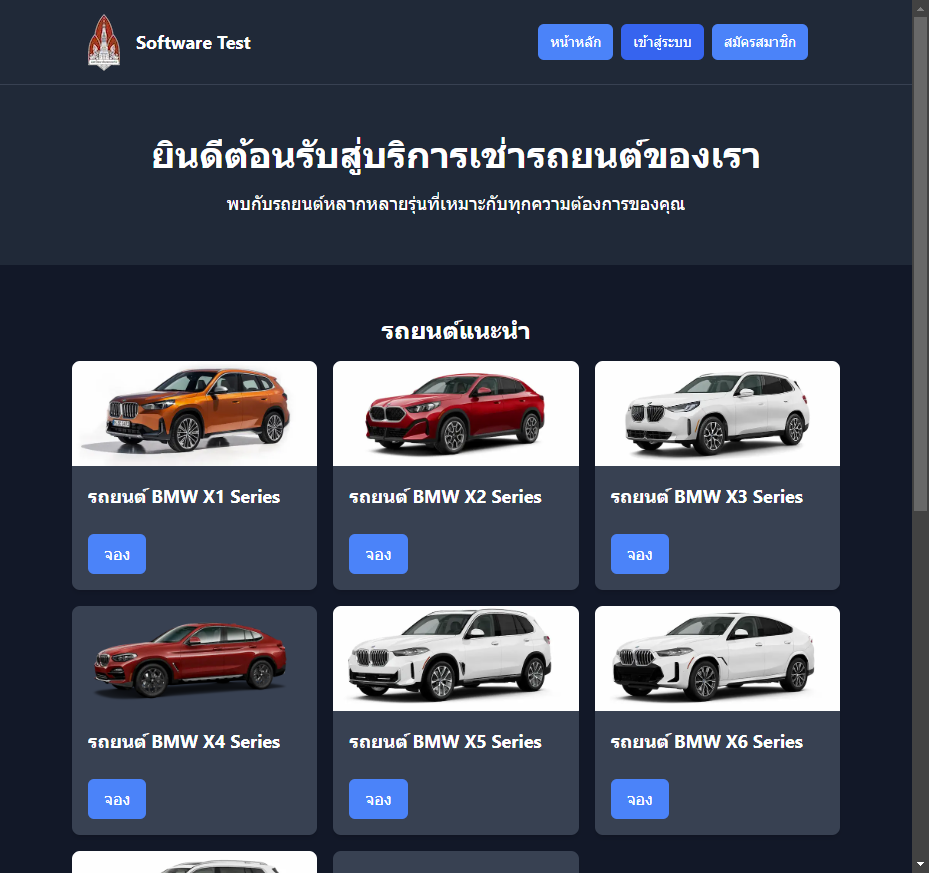 Software Test
หน้าหลัก
เข้าสู่ระบบ
สมัครสมาชิก
ยินดีต้อนรับสู่บริการเช่ารถยนต์ของเรา
พบกับรถยนต์หลากหลายรุ่นที่เหมาะกับทุกความต้องการของคุณ
รถยนต์แนะนำ
รถยนต์ BMW X1 Series
จอง
รถยนต์ BMW X2 Series
จอง
รถยนต์ BMW X3 Series
จอง
รถยนต์ BMW X4 Series
จอง
รถยนต์ BMW X5 Series
จอง
รถยนต์ BMW X6 Series
จอง